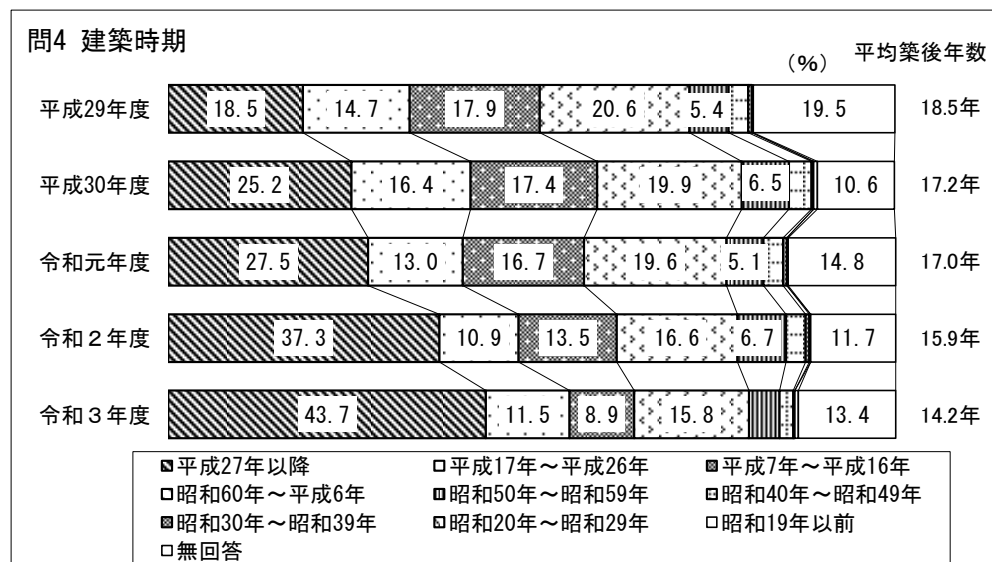 問4 建築時期
(%) 平均築後年数
平成29年度 18.5 14.7 17.9 20.6 5.4 19.5 18.5年
平成30年度 25.2 16.4 17.4 19.9 6.5 10.6 17.2年
令和元年度 27.5 13.0 16.7 19.6 5.1 14.8 17.0年
令和２年度 37.3 10.9 13.5 16.6 6.7 11.7 15.9年
令和３年度 43.7 11.5 8.9 15.8 13.4 14.2年
平成27年以降 平成17年～平成26年 平成7年～平成16年
昭和60年～平成6年 昭和50年～昭和59年 昭和40年～昭和49年
昭和30年～昭和39年 昭和20年～昭和29年 昭和19年以前
無回答